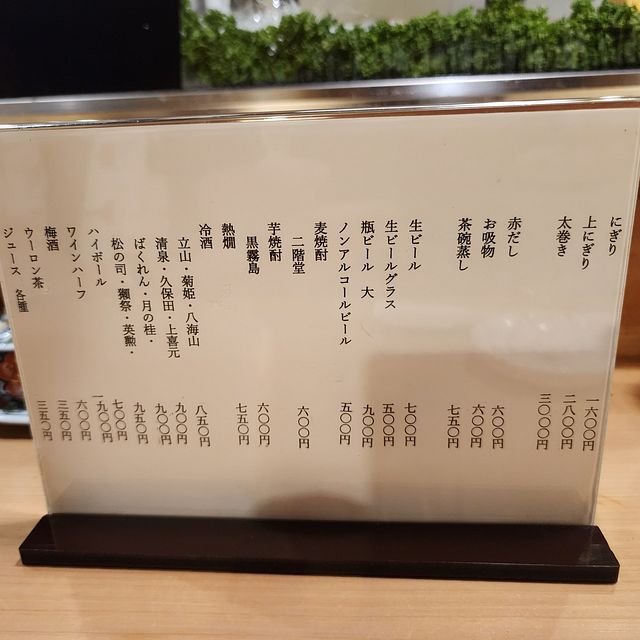 にぎり 一六〇〇円
上にぎり 二八〇〇円
太巻き 三〇〇〇円
赤だし 六〇〇円
お吸物 六〇〇円
茶碗蒸し 七五〇円
生ビール 七〇〇円
生ビールグラス 五〇〇円
瓶ビール 大 九〇〇円
ノンアルコールビール 五〇〇円
麦焼酎
二階堂 六〇〇円
芋焼酎
黒霧島 六〇〇円
熱燗 七五〇円
冷酒
立山・菊姫・八海山 八五〇円
清泉・久保田・上喜元 九〇〇円
ばくれん・月の桂・ 九〇〇円
松の司・獺祭・英勲・ 九五〇円
ハイボール 七〇〇円
ワインハーフ 一九〇〇円
梅酒 六〇〇円
ウーロン茶 三五〇円
ジュース 各種 三五〇円